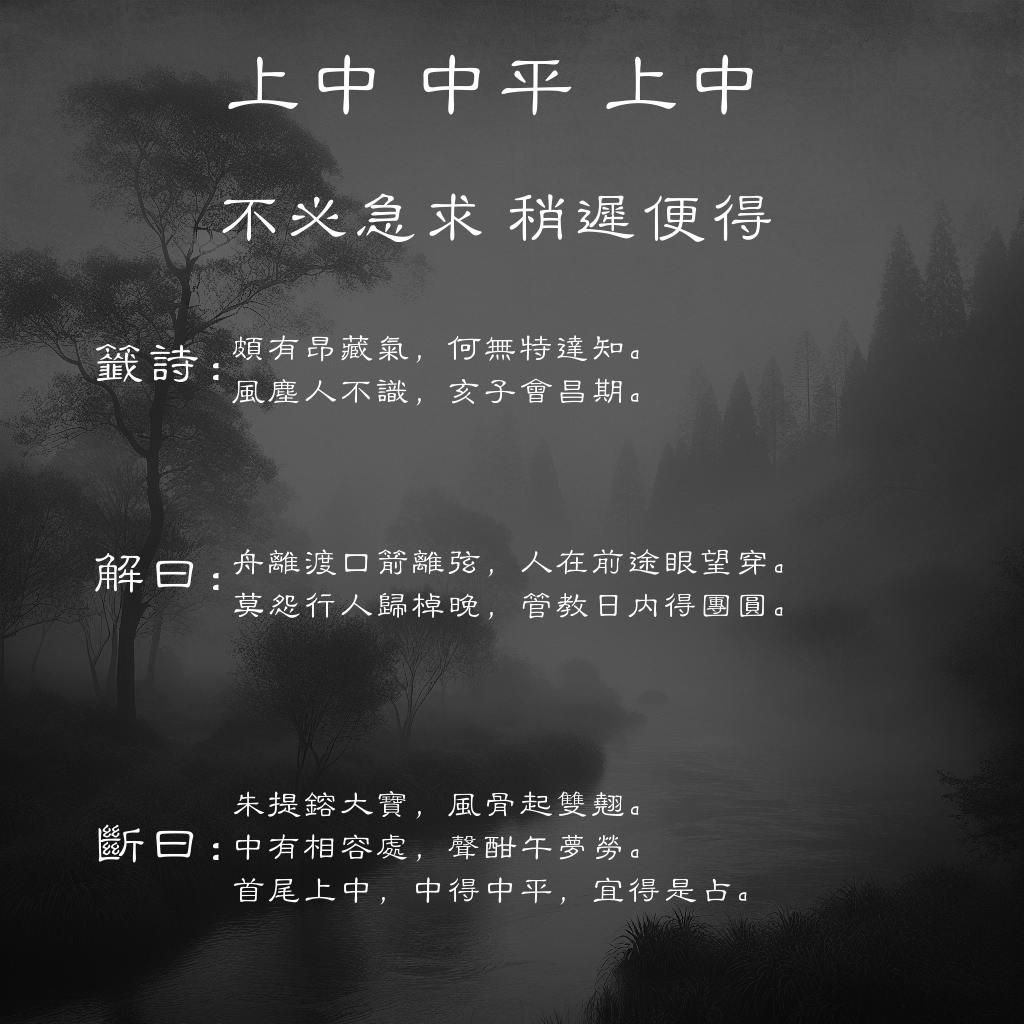 上中 中平 上中
不必急求 稍遲便得
籤詩：
頗有昂藏氣，何無特達知。
風塵人不識，亥子會昌期。
解曰：
舟離渡口箭離弦，人在前途眼望穿。
莫怨行人歸棹晚，管教日內得團圓。
斷曰：
朱提鎔大寶，風骨起雙翹。
中有相容處，聲酣午夢勞。
首尾上中，中得中平，宜得是占。